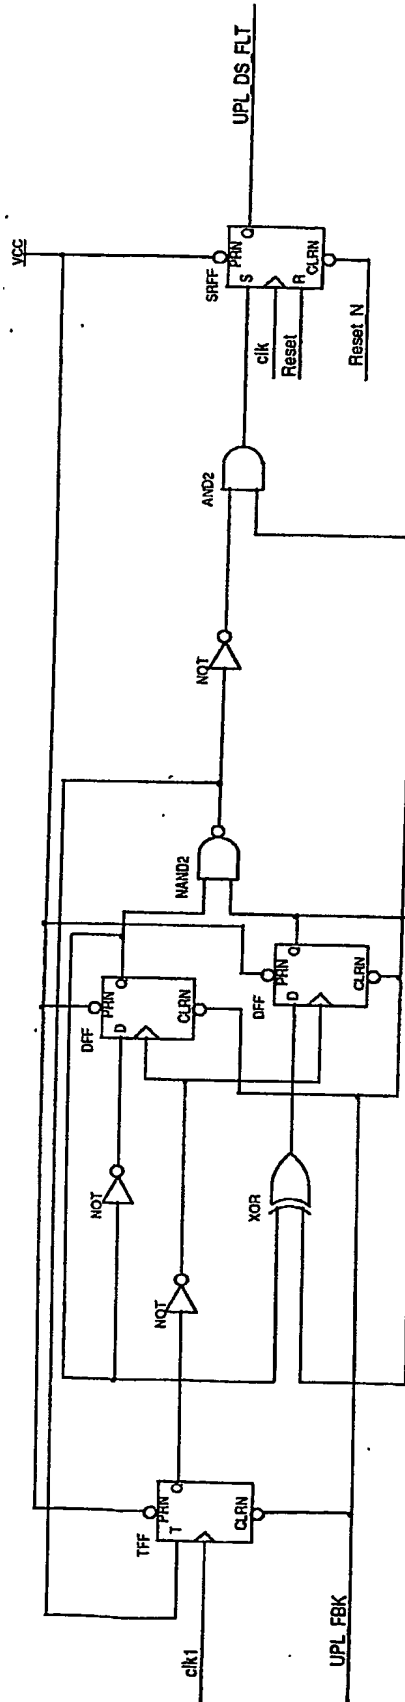 VCC
TFF
PRN
T
Q
CLRN
clk1
UPL_FBK
NOT
NOT
XOR
DFF
PRN
D
Q
CLRN
DFF
PRN
D
Q
CLRN
NAND2
NOT
AND2
SRFF
PRN
S
Q
R
CLRN
clk
Reset
Reset_N
UPL_DS_FLT